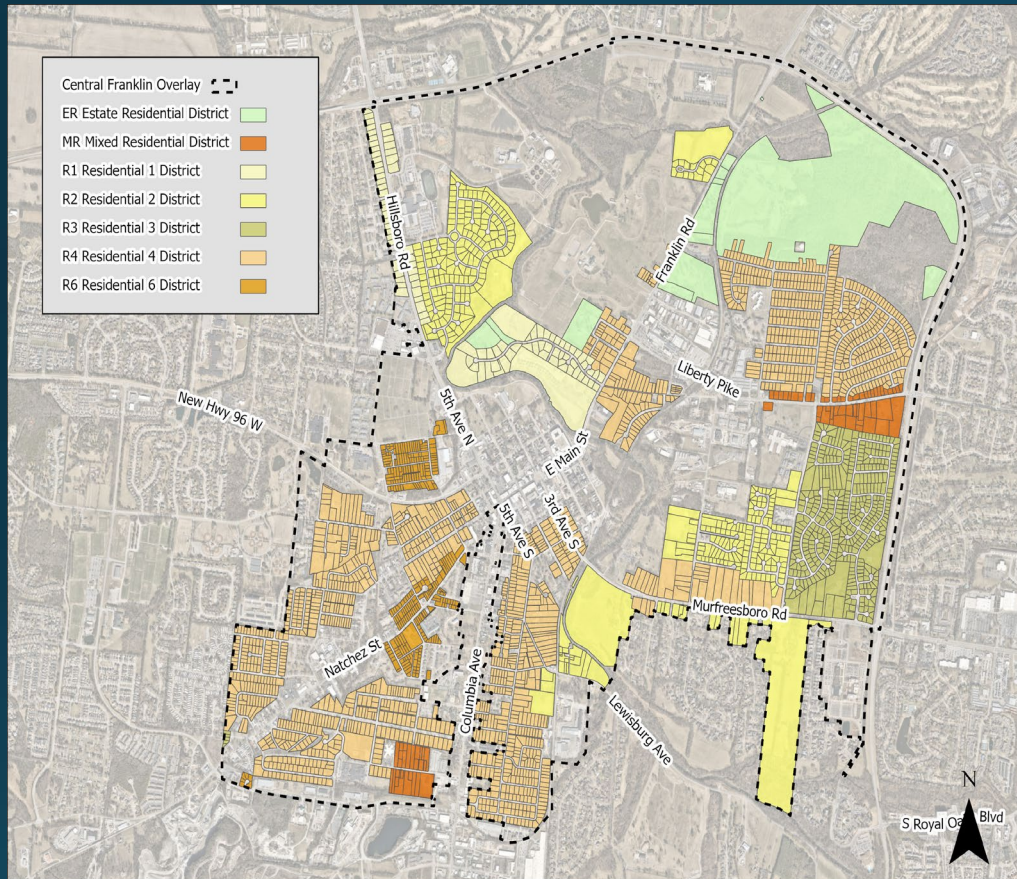 Central Franklin Overlay
ER Estate Residential District
MR Mixed Residential District
R1 Residential 1 District
R2 Residential 2 District
R3 Residential 3 District
R4 Residential 4 District
R6 Residential 6 District
Hillsboro Rd
Franklin Rd
Liberty Pike
New Hwy 96 W
5th Ave N
E Main St
3rd Ave S
5th Ave S
Murfreesboro Rd
Natchez St
Columbia Ave
Lewisburg Ave
N
S Royal Blvd